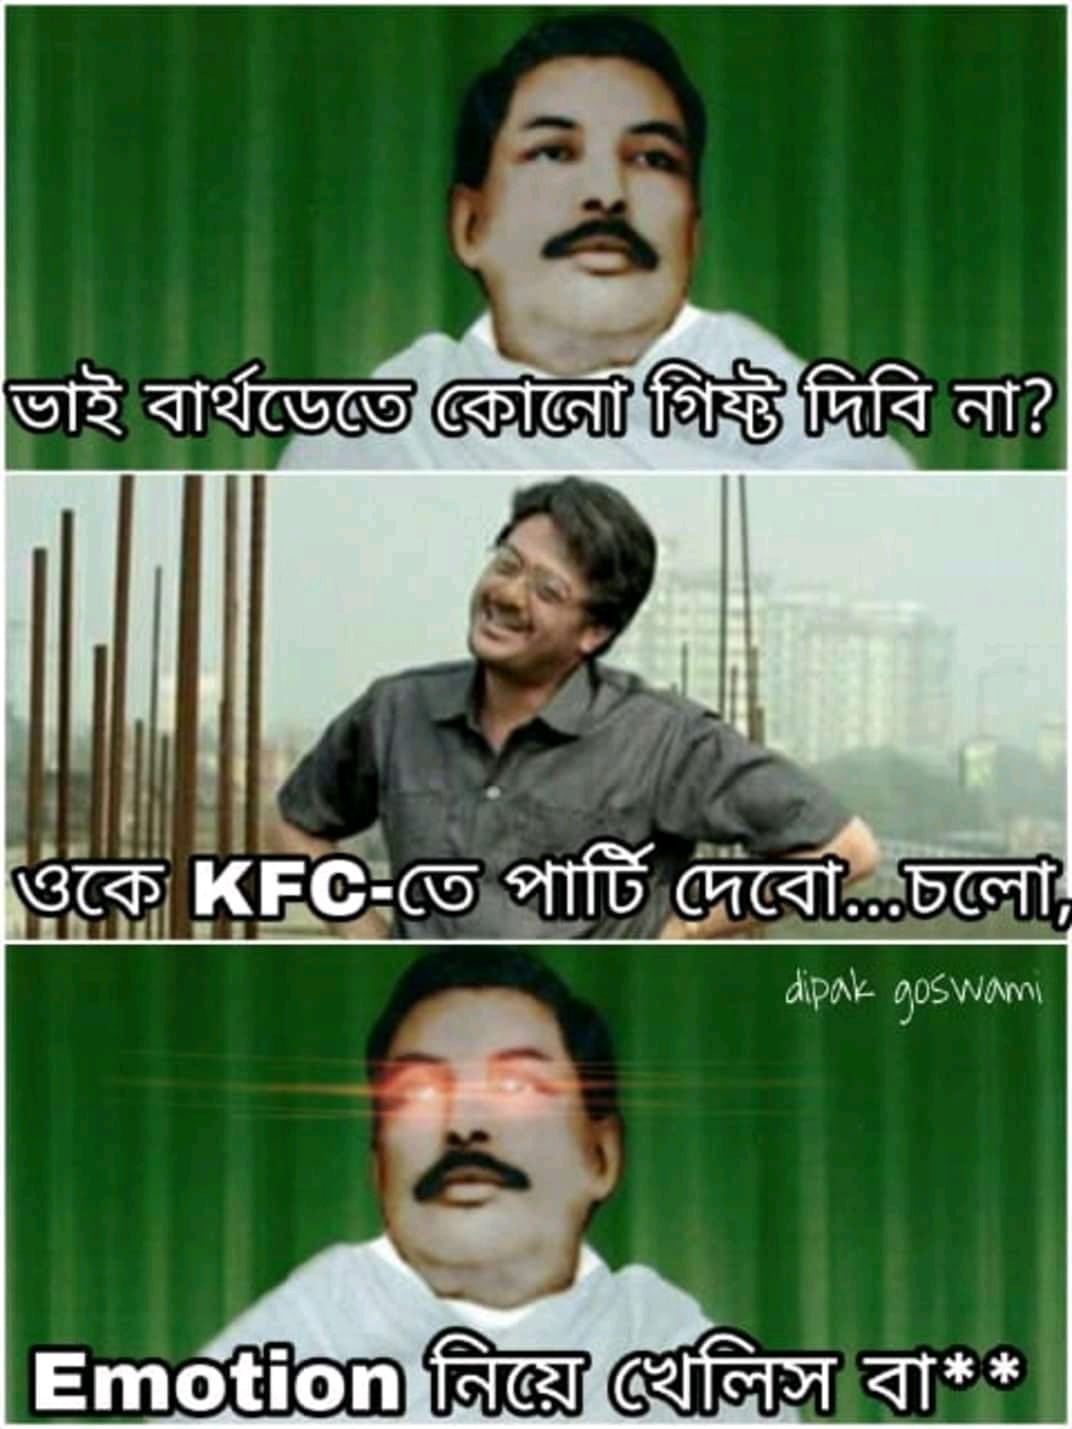 ভাই বার্থডেতে কোনো গিফ্ট দিবি না?
ওকে KFC-তে পার্টি দেবো...চলো,
dipak goswami
Emotion নিয়ে খেলিস বা**